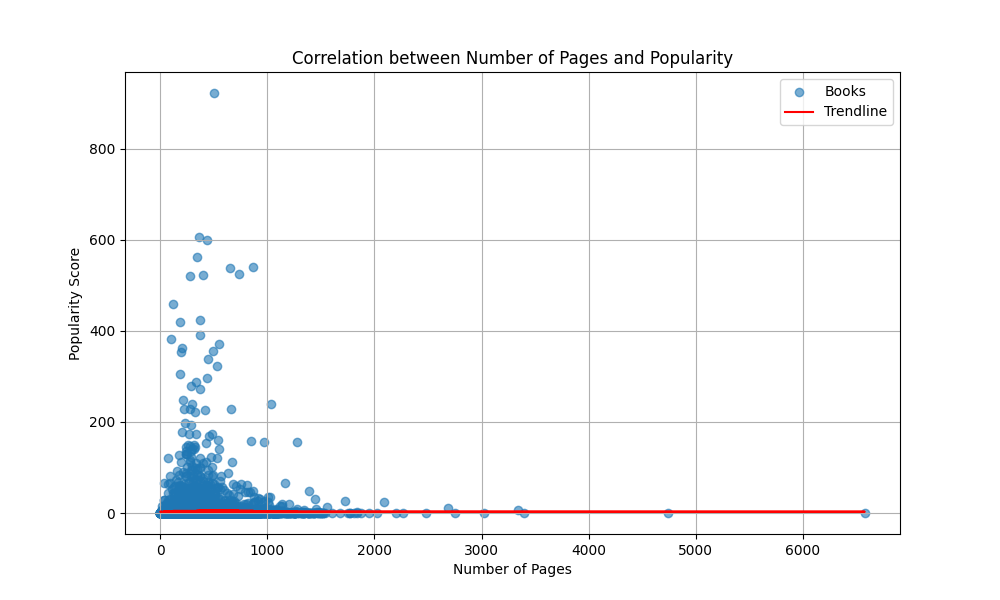 Correlation between Number of Pages and Popularity
Books
Trendline
800
600
400
200
0
Popularity Score
0 1000 2000 3000 4000 5000 6000
Number of Pages